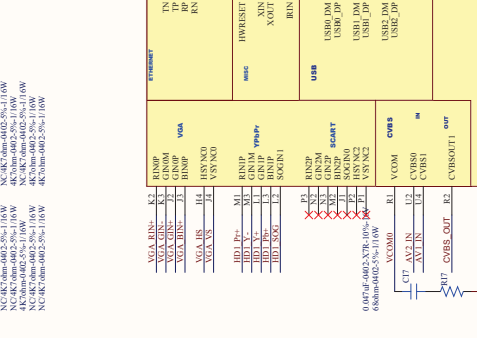 NC/4K7ohm-0402-5%-1/16W
4K7ohm-0402-5%-1/16W
NC/4K7ohm-0402-5%-1/16W
4K7ohm-0402-5%-1/16W
4K7ohm-0402-5%-1/16W
NC/4K7ohm-0402-5%-1/16W
NC/4K7ohm-0402-5%-1/16W
4K7ohm-0402-5%-1/16W
NC/4K7ohm-0402-5%-1/16W
NC/4K7ohm-0402-5%-1/16W
ETHERNET
TN
TP
RP
RN
MISC
HWRESET
XIN
XOUT
IRIN
USB
USB0_DM
USB0_DP
USB1_DM
USB1_DP
USB2_DM
USB2_DP
VGA
RIN0P
GIN0M
GIN0P
BIN0P
HSYNC0
VSYNC0
YPbPr
RIN1P
GIN1M
GIN1P
BIN1P
SOGIN1
SCART
RIN2P
GIN2M
GIN2P
BIN2P
SOGIN0
HSYNC2
VSYNC2
CVBS
IN
OUT
VCOM
CVBS0
CVBS1
CVBSOUT1
K2
K3
J2
J3
H4
J4
M1
M3
L1
L3
L2
P3
N2
N3
M2
J1
P2
P1
R1
U2
U4
R2
VGA_RIN+
VGA_GIN-
VGA_GIN+
VGA_BIN+
VGA_HS
VGA_VS
HD1_Pr+
HD1_Y-
HD1_Y+
HD1_Pb+
HD1_SOG
0.047uF-0402-X7R-10%-
68ohm-0402-5%-1/16W
VCOM0
AV2_IN
AV1_IN
CVBS_OUT
C17
R17